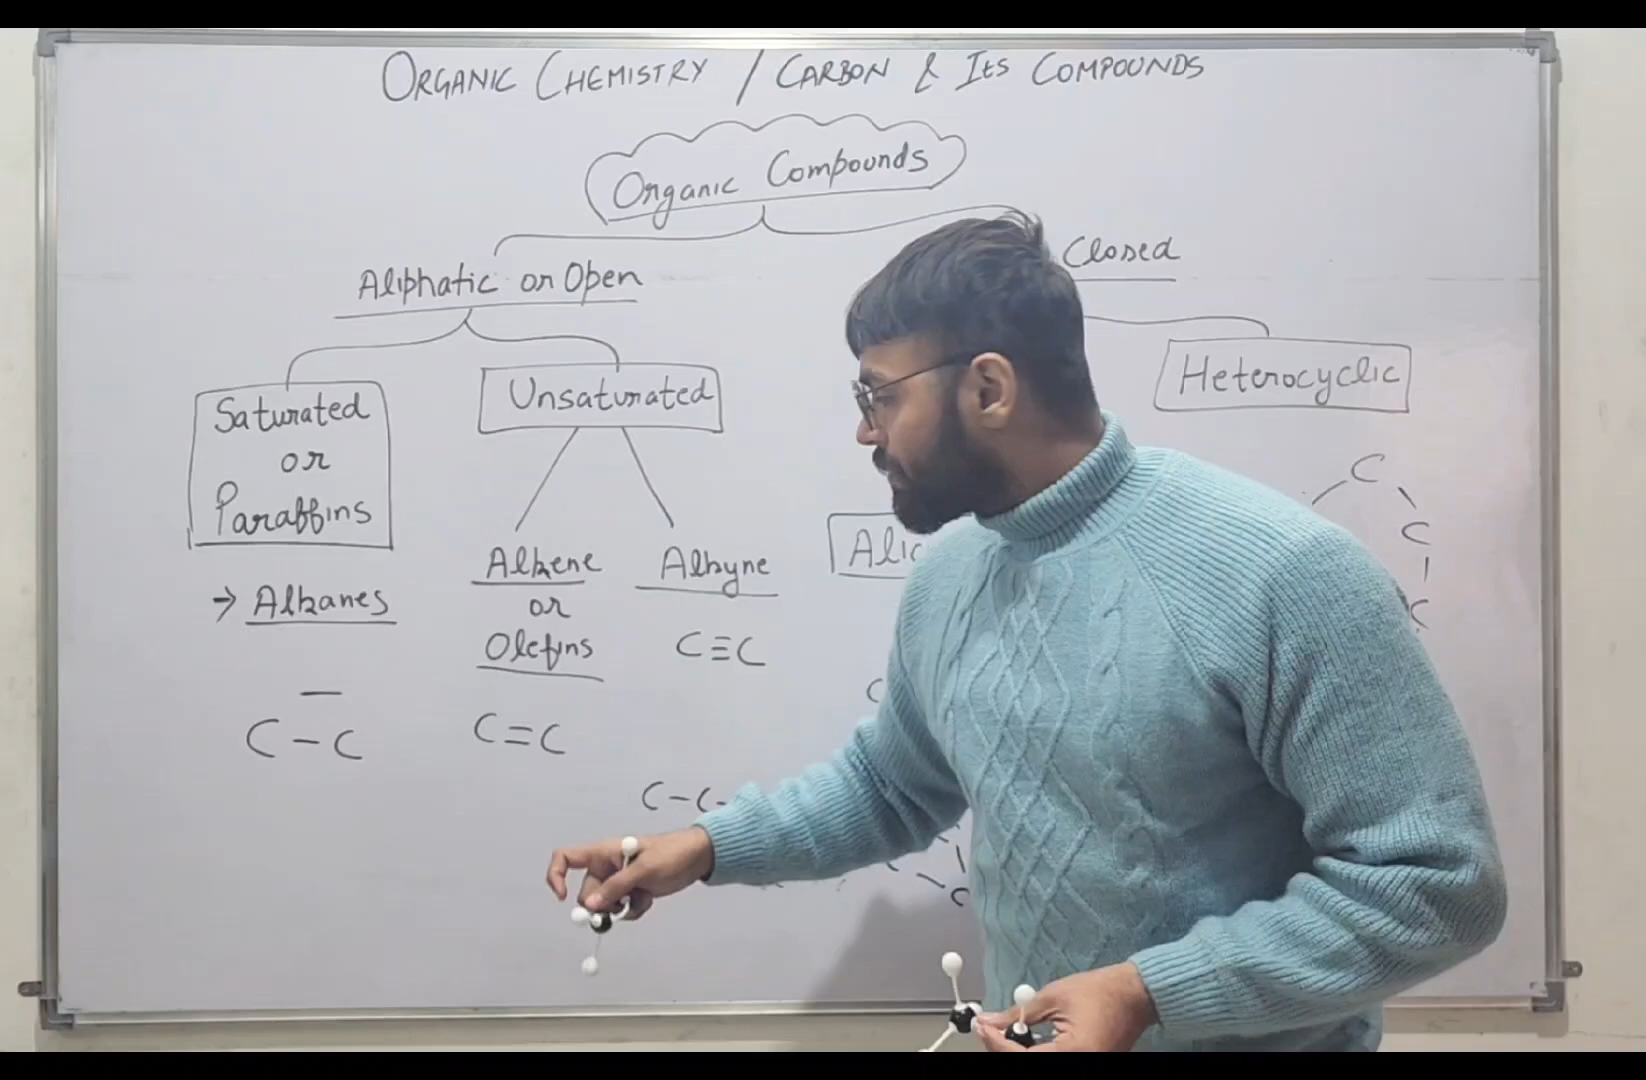 ORGANIC CHEMISTRY / CARBON & ITS COMPOUNDS
Organic Compounds
Aliphatic or Open
Closed
Saturated
or
Paraffins
Unsaturated
Heterocyclic
→ Alkanes
Alkene
or
Olefins
Alkyne
C≡C
—
C–C
C=C
Alic
C–C-
C
C
C
C
C